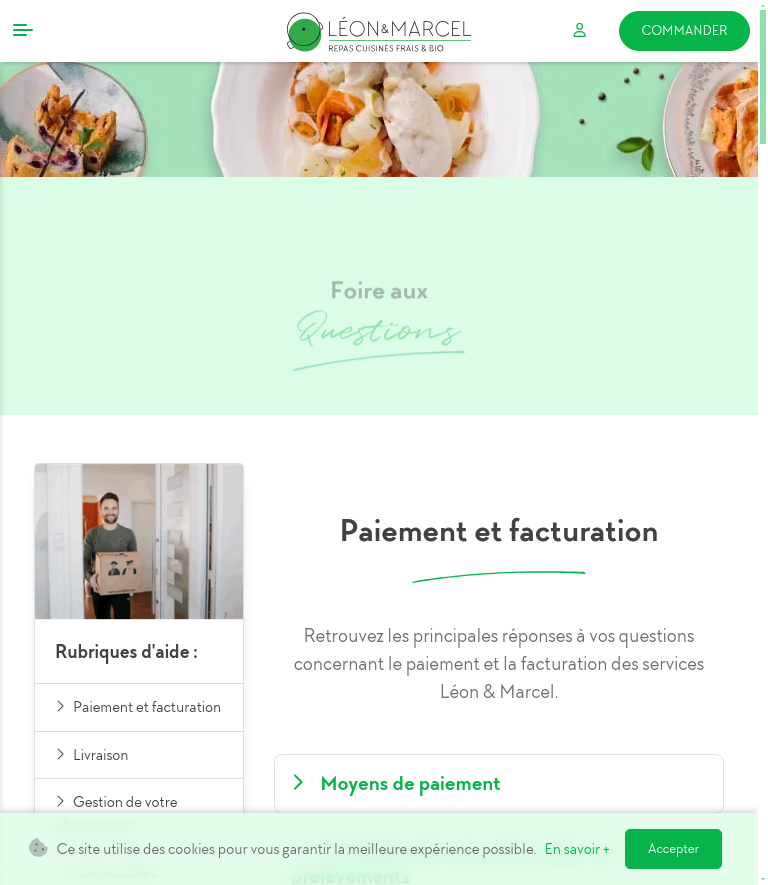 LÉON&MARCEL
REPAS CUISINÉS FRAIS & BIO
COMMANDER
Foire aux
Questions
Rubriques d'aide :
Paiement et facturation
Livraison
Gestion de votre
Paiement et facturation
Retrouvez les principales réponses à vos questions
concernant le paiement et la facturation des services
Léon & Marcel.
Moyens de paiement
prélèvements
Ce site utilise des cookies pour vous garantir la meilleure expérience possible. En savoir +
Accepter